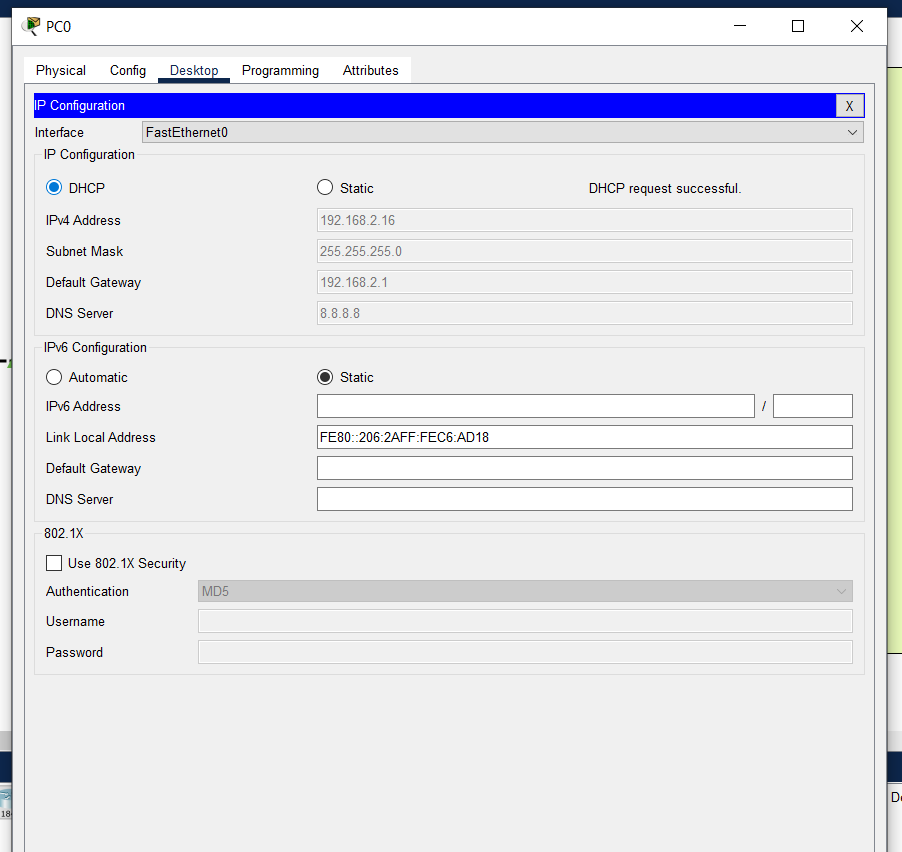 PC0
Physical Config Desktop Programming Attributes
IP Configuration X
Interface FastEthernet0
IP Configuration
DHCP Static DHCP request successful.
IPv4 Address 192.168.2.16
Subnet Mask 255.255.255.0
Default Gateway 192.168.2.1
DNS Server 8.8.8.8
IPv6 Configuration
Automatic Static
IPv6 Address /
Link Local Address FE80::206:2AFF:FEC6:AD18
Default Gateway
DNS Server
802.1X
Use 802.1X Security
Authentication MD5
Username
Password